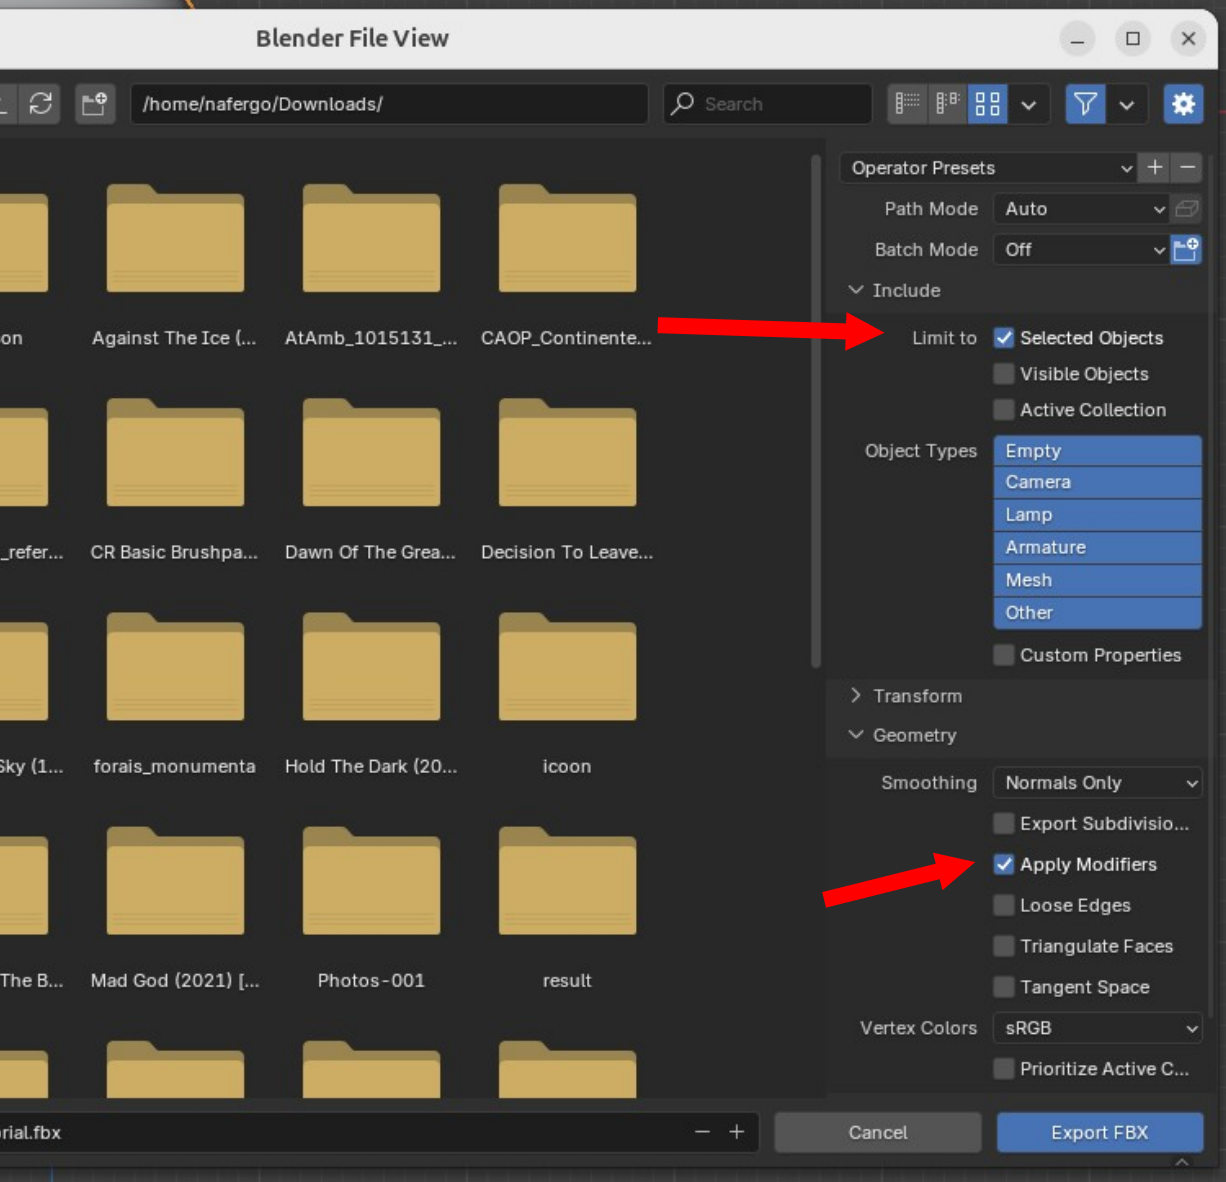 Blender File View
/home/nafergo/Downloads/
Search
Operator Presets
Path Mode Auto
Batch Mode Off
Include
Limit to Selected Objects
Visible Objects
Active Collection
Object Types Empty
Camera
Lamp
Armature
Mesh
Other
Custom Properties
Transform
Geometry
Smoothing Normals Only
Export Subdivisio...
Apply Modifiers
Loose Edges
Triangulate Faces
Tangent Space
Vertex Colors sRGB
Prioritize Active C...
on Against The Ice (... AtAmb_1015131_... CAOP_Continente...
_refer... CR Basic Brushpa... Dawn Of The Grea... Decision To Leave...
Sky (1... forais_monumenta Hold The Dark (20... icoon
The B... Mad God (2021) [... Photos-001 result
rial.fbx
Cancel
Export FBX